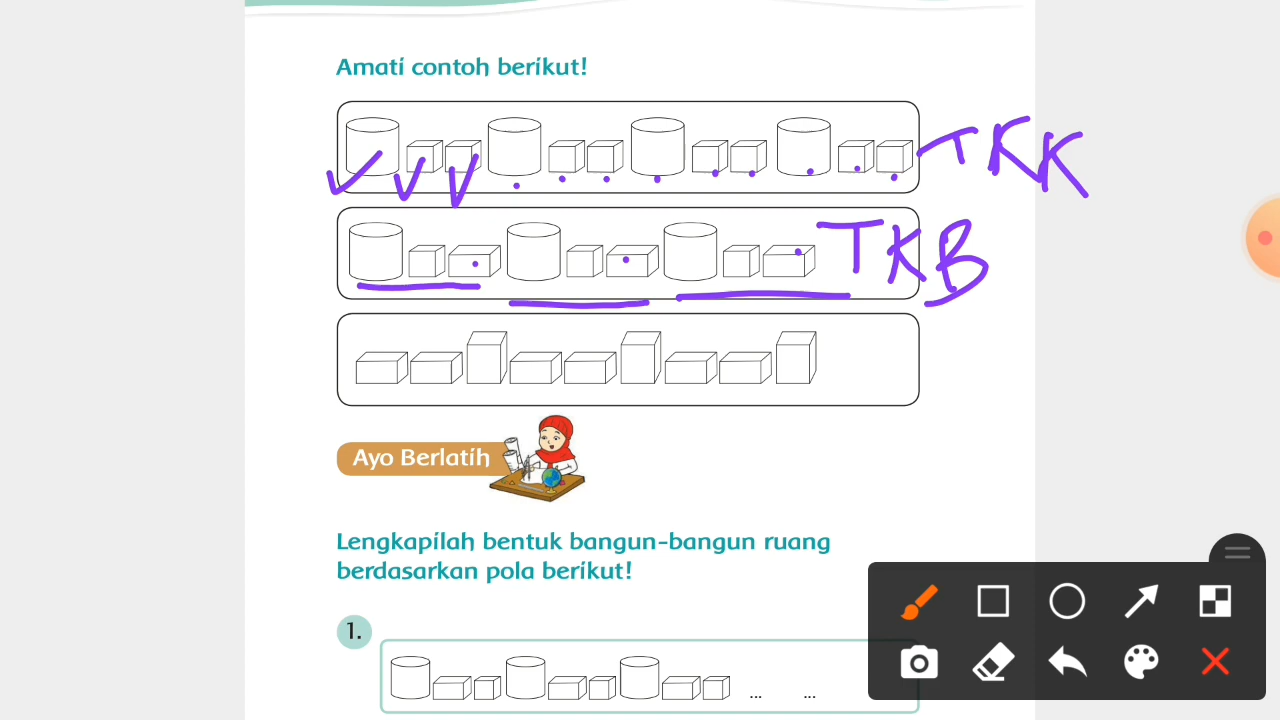 Amati contoh berikut!
TKK
TKB
Ayo Berlatih
Lengkapilah bentuk bangun-bangun ruang
berdasarkan pola berikut!
1.
... ...